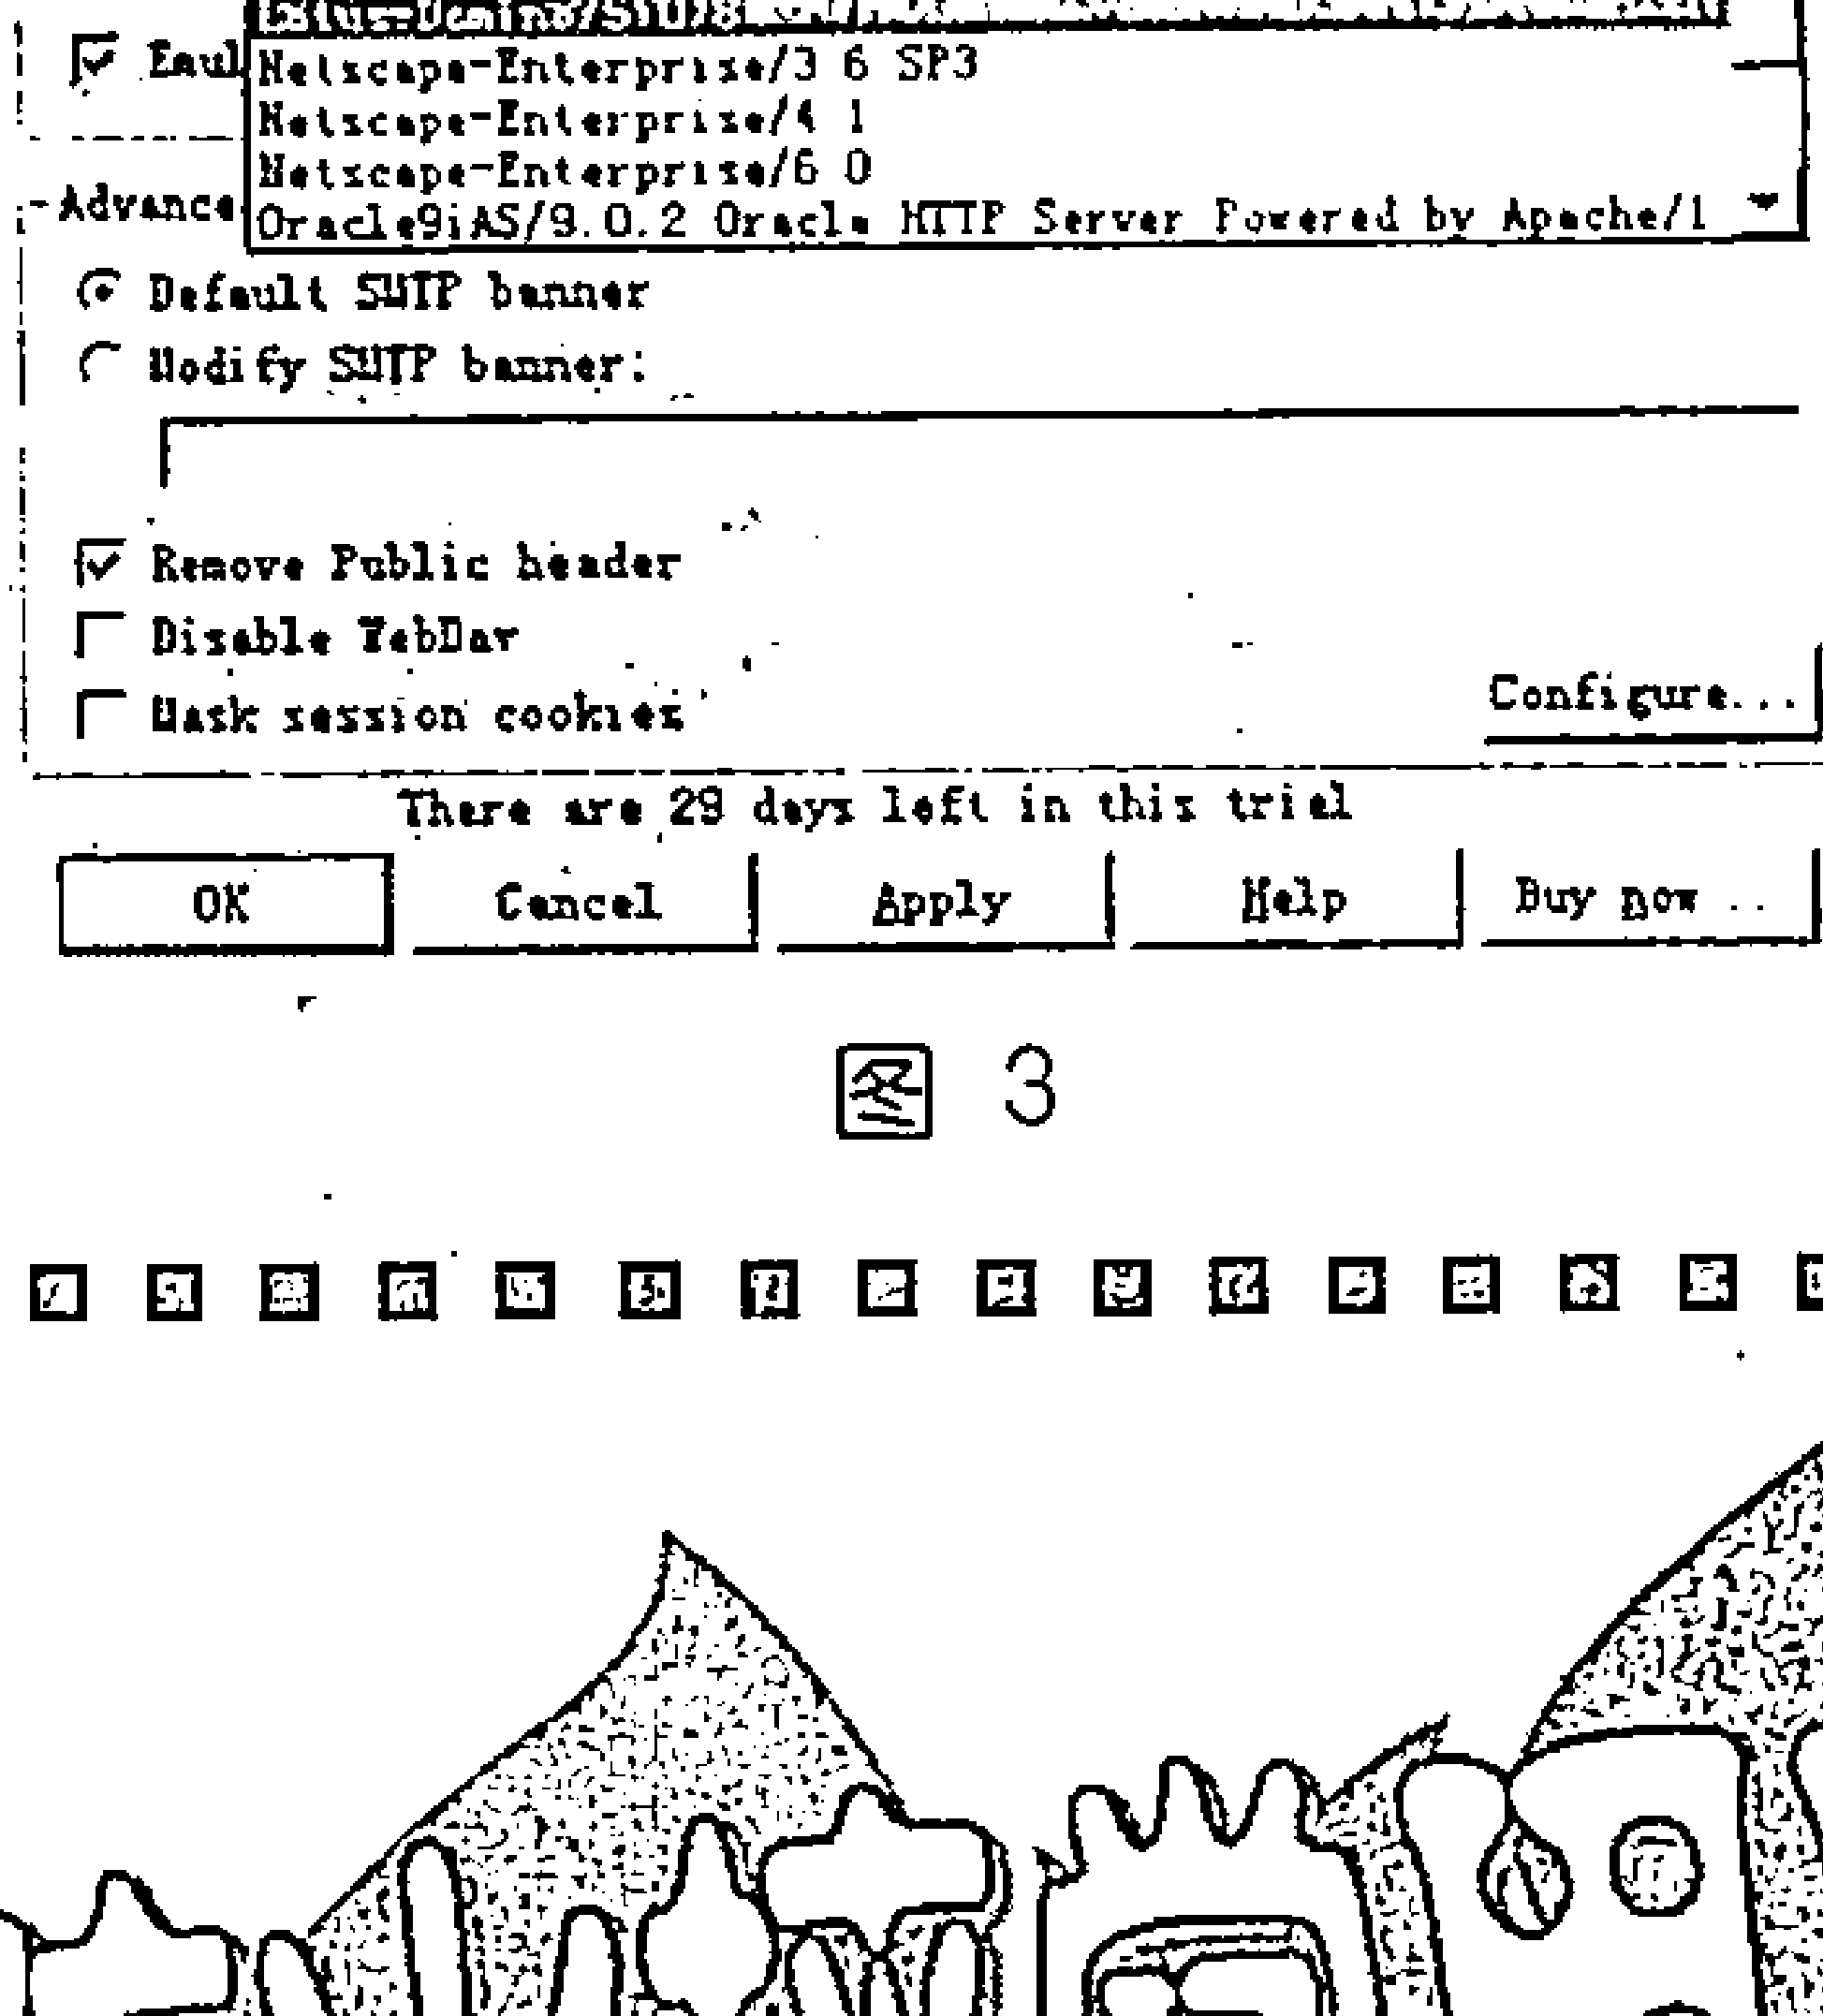 Netscape-Enterprise/3 6 SP3
Netscape-Enterprise/4 1
Netscape-Enterprise/6 0
Oracle9iAS/9.0.2 Oracle HTTP Server Powered by Apache/1
Emul
Advance
Default SMTP banner
Modify SMTP banner:
Remove Public header
Disable WebDav
Mask session cookies
Configure...
There are 29 days left in this trial
OK Cancel Apply Help Buy now ..
图 3